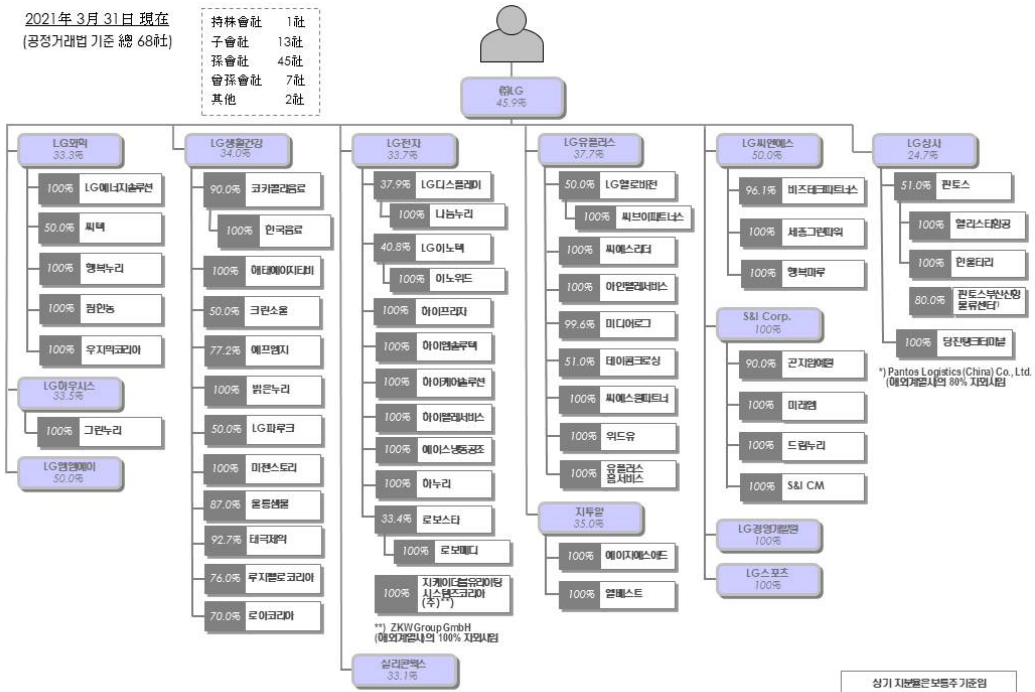 2021年 3月 31日 現在
(공정거래법 기준 總 68社)
持株會社 1社
子會社 13社
孫會社 45社
曾孫會社 7社
其他 2社
㈜LG
45.9%
LG화학
33.3%
100% LG에너지솔루션
50.0% 씨텍
100% 행복누리
100% 팜한농
100% 우지막코리아
LG하우시스
33.5%
100% 그린누리
LG엠엠에이
50.0%
LG생활건강
34.0%
90.0% 코카콜라음료
100% 한국음료
100% 해태에이치티비
50.0% 크린소울
77.2% 에프엠지
100% 밝은누리
50.0% LG파루크
100% 미젠스토리
87.0% 울릉샘물
92.7% 태극제약
76.0% 루치펠로코리아
70.0% 로이코리아
LG전자
33.7%
37.9% LG디스플레이
100% 나눔누리
40.8% LG이노텍
100% 이노위드
100% 하이프라자
100% 하이엠솔루텍
100% 하이케어솔루션
100% 하이텔레서비스
100% 에이스냉동공조
100% 하누리
33.4% 로보스타
100% 로보메디
100% 지케이더블유라이팅
시스템즈코리아
(주)**)
**) ZKW Group GmbH
(해외계열사)의 100% 자회사임
실리콘웍스
33.1%
LG유플러스
37.7%
50.0% LG헬로비전
100% 씨브이파트너스
100% 씨에스리더
100% 아인텔레서비스
99.6% 미디어로그
51.0% 데이콤크로싱
100% 씨에스원파트너
100% 위드유
100% 유플러스
홈서비스
지투알
35.0%
100% 에이치에스애드
100% 엘베스트
LG씨엔에스
50.0%
96.1% 비즈테크파트너스
100% 세종그린파워
100% 행복마루
S&I Corp.
100%
90.0% 곤지암예원
100% 미래엠
100% 드림누리
100% S&I CM
LG경영개발원
100%
LG스포츠
100%
LG상사
24.7%
51.0% 판토스
100% 헬리스타항공
100% 한울타리
80.0% 판토스부산신항
물류센터*)
100% 당진탱크터미널
*) Pantos Logistics (China) Co., Ltd.
(해외계열사)의 80% 자회사임
상기 지분율은 보통주 기준임